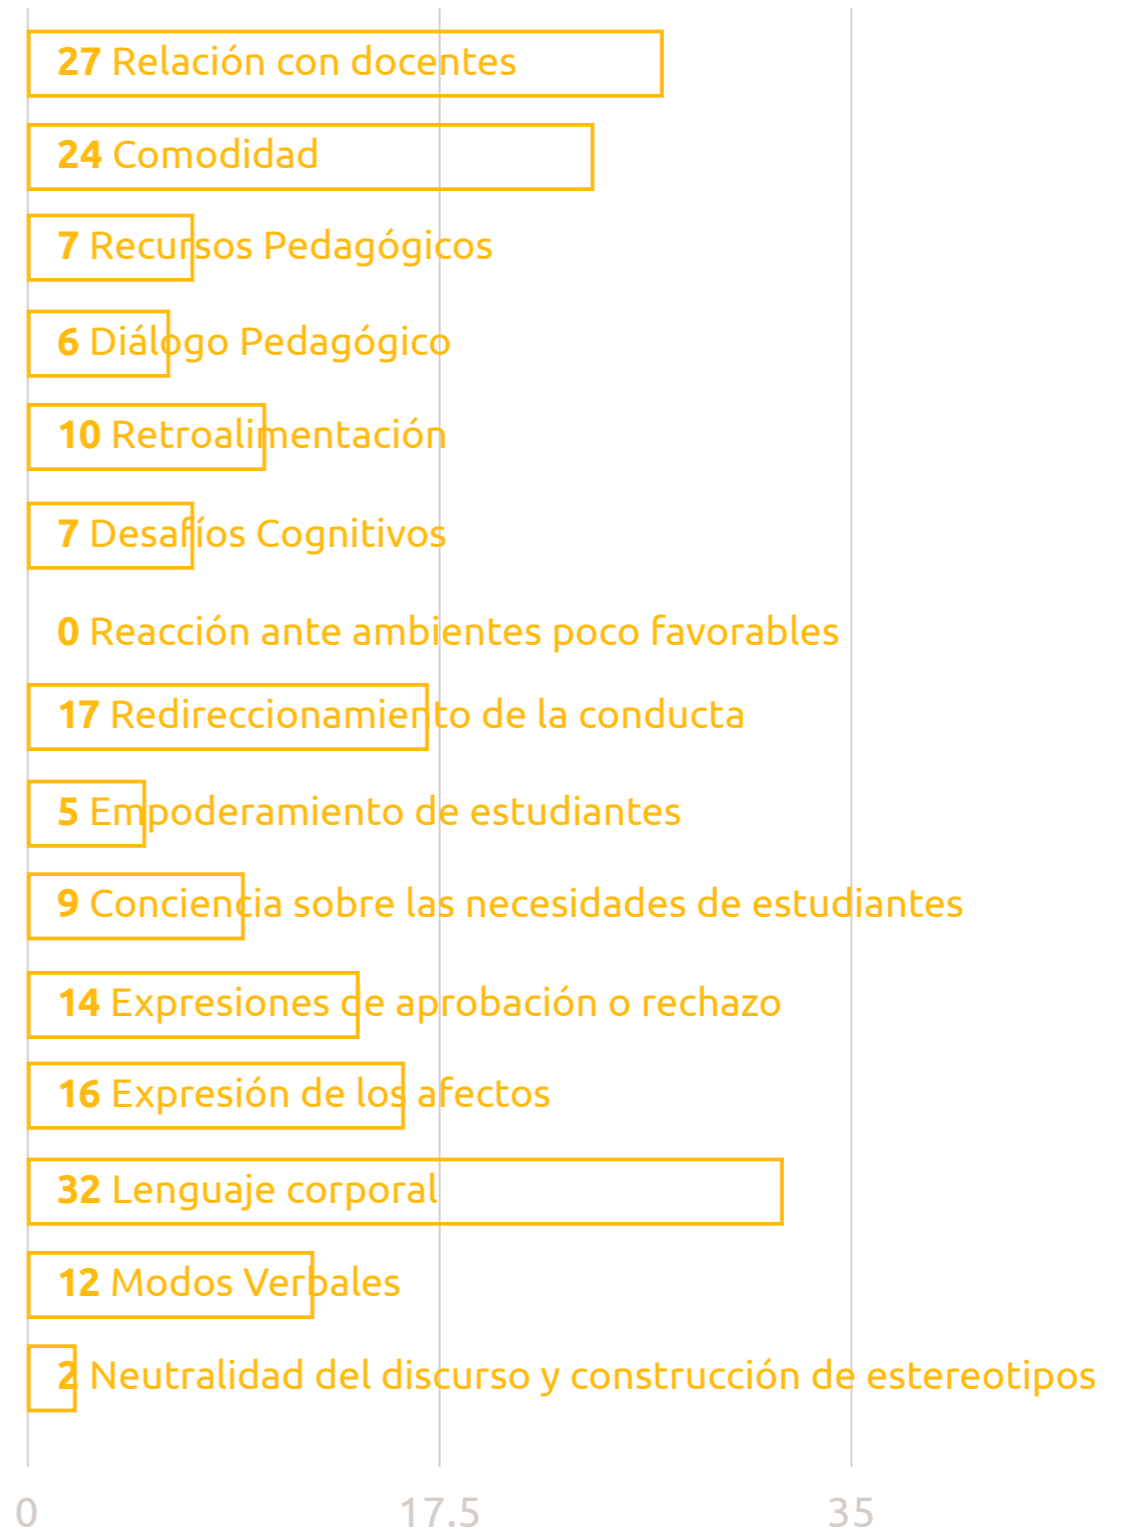 27 Relación con docentes
24 Comodidad
7 Recursos Pedagógicos
6 Diálogo Pedagógico
10 Retroalimentación
7 Desafíos Cognitivos
0 Reacción ante ambientes poco favorables
17 Redireccionamiento de la conducta
5 Empoderamiento de estudiantes
9 Conciencia sobre las necesidades de estudiantes
14 Expresiones de aprobación o rechazo
16 Expresión de los afectos
32 Lenguaje corporal
12 Modos Verbales
2 Neutralidad del discurso y construcción de estereotipos
0 17.5 35